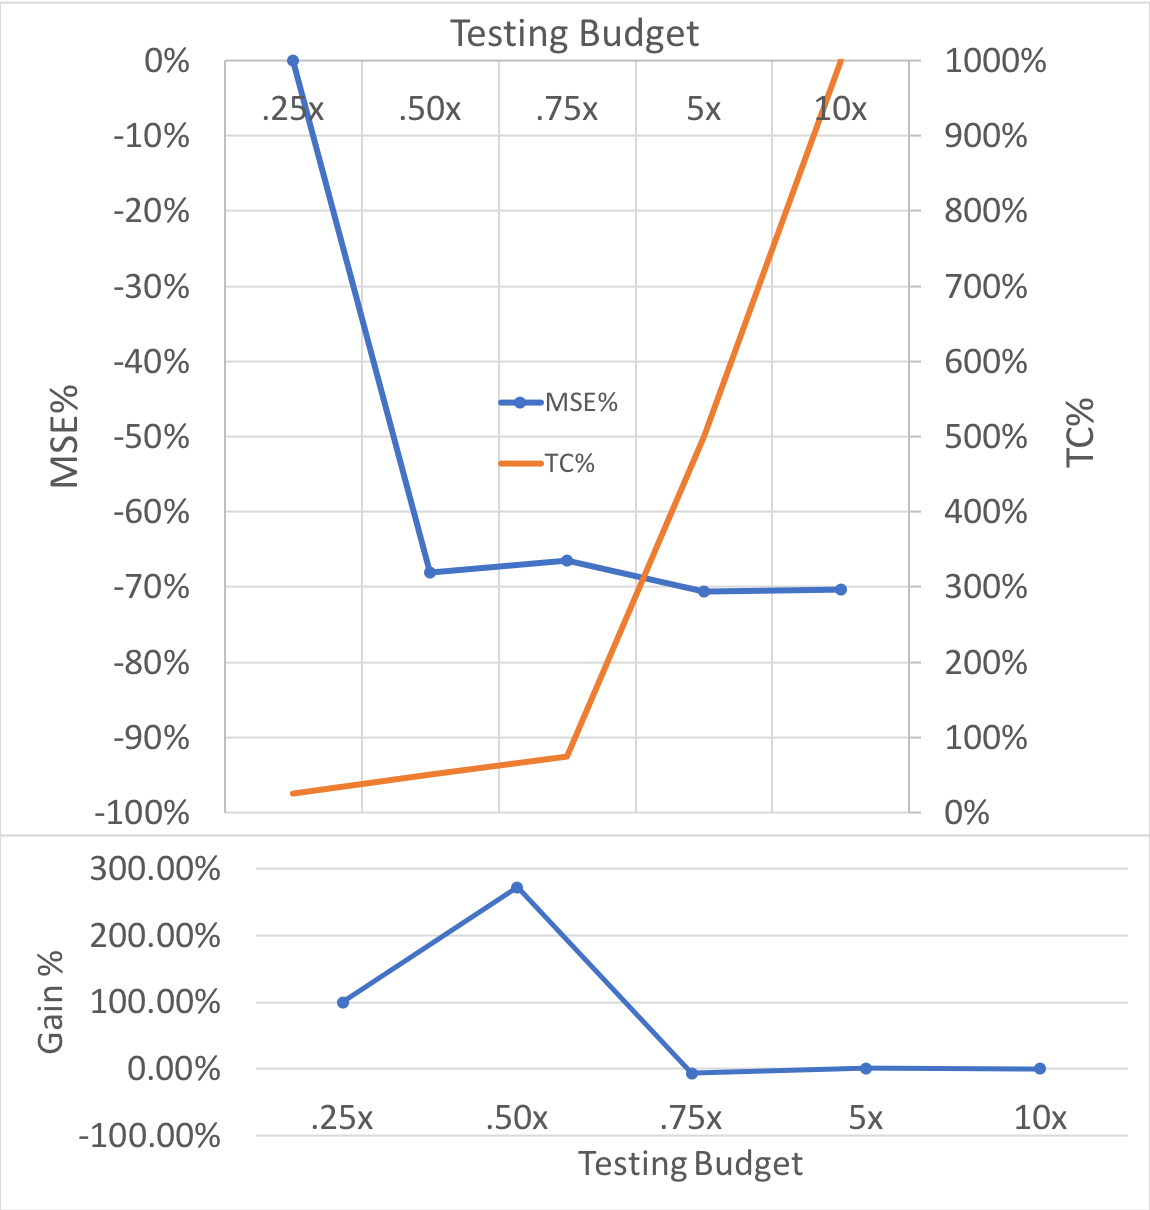 Testing Budget
0% 1000%
.25x .50x .75x 5x 10x
-10% 900%
-20% 800%
-30% 700%
-40% 600%
MSE% TC%
MSE%
-50% 500%
TC%
-60% 400%
-70% 300%
-80% 200%
-90% 100%
-100% 0%
300.00%
200.00%
Gain %
100.00%
0.00%
.25x .50x .75x 5x 10x
-100.00%
Testing Budget